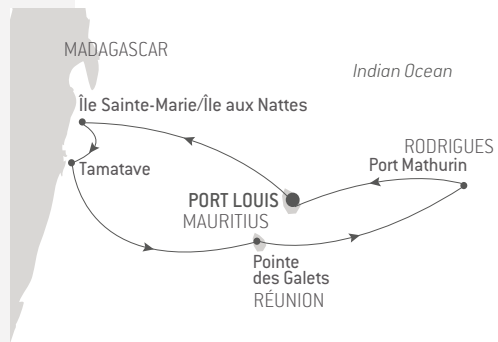 MADAGASCAR
Indian Ocean
Île Sainte-Marie/Île aux Nattes
RODRIGUES
Port Mathurin
Tamatave
PORT LOUIS
MAURITIUS
Pointe
des Galets
RÉUNION